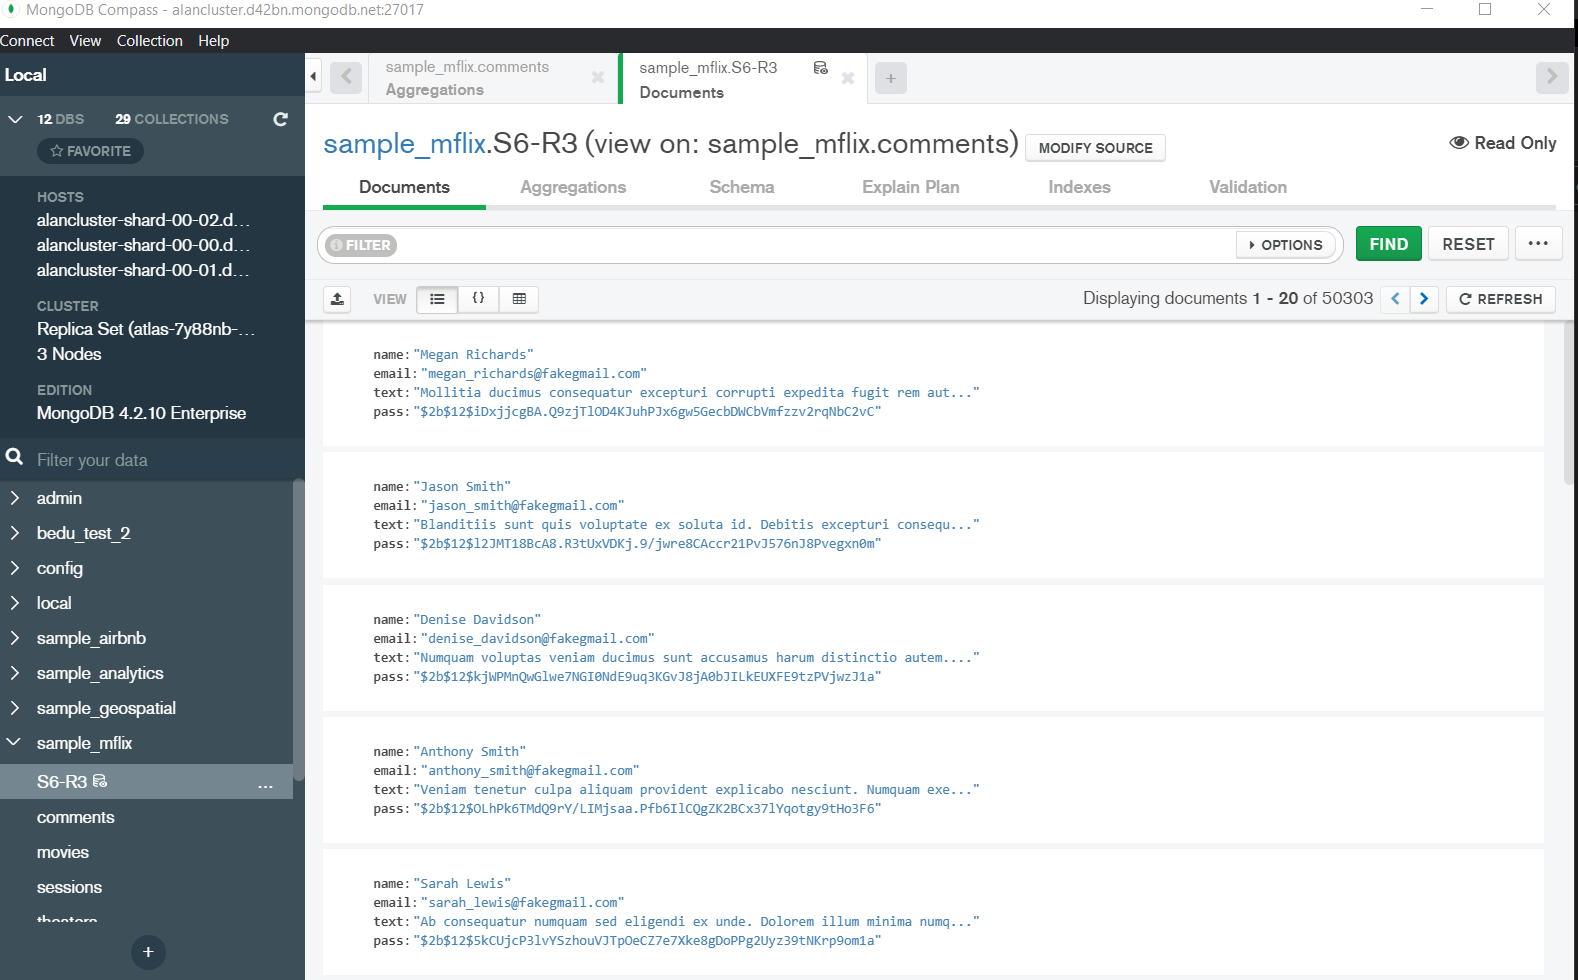 MongoDB Compass - alancluster.d42bn.mongodb.net:27017
Connect View Collection Help
Local
12 DBS 29 COLLECTIONS
FAVORITE
HOSTS
alancluster-shard-00-02.d...
alancluster-shard-00-00.d...
alancluster-shard-00-01.d...
CLUSTER
Replica Set (atlas-7y88nb-...
3 Nodes
EDITION
MongoDB 4.2.10 Enterprise
Filter your data
admin
bedu_test_2
config
local
sample_airbnb
sample_analytics
sample_geospatial
sample_mflix
S6-R3 ...
comments
movies
sessions
theaters
+
sample_mflix.comments
Aggregations
sample_mflix.S6-R3
Documents
+
sample_mflix.S6-R3 (view on: sample_mflix.comments) MODIFY SOURCE
Read Only
Documents Aggregations Schema Explain Plan Indexes Validation
FILTER OPTIONS FIND RESET ...
VIEW {} Displaying documents 1 - 20 of 50303 < > REFRESH
name: "Megan Richards"
email: "megan_richards@fakegmail.com"
text: "Mollitia ducimus consequatur excepturi corrupti expedita fugit rem aut..."
pass: "$2b$12$iDxjjcgBA.Q9zjTlOD4KJuhPJx6gw5GecbDWCbVmfzzv2rqNbC2vC"
name: "Jason Smith"
email: "jason_smith@fakegmail.com"
text: "Blanditiis sunt quis voluptate ex soluta id. Debitis excepturi consequ..."
pass: "$2b$12$l2JMT18BcA8.R3tUxVDKj.9/jwre8CAccr21PvJ576nJ8Pvegxn0m"
name: "Denise Davidson"
email: "denise_davidson@fakegmail.com"
text: "Numquam voluptas veniam ducimus sunt accusamus harum distinctio autem...."
pass: "$2b$12$kjWPMnQwGlwe7NGI0NdE9uq3KGvJ8jA0bJILkEUXFE9tzPVjwzJ1a"
name: "Anthony Smith"
email: "anthony_smith@fakegmail.com"
text: "Veniam tenetur culpa aliquam provident explicabo nesciunt. Numquam exe..."
pass: "$2b$12$OLhPk6TMdQ9rY/LIMjsaa.Pfb6IlCQgZK2BCx37lYqotgy9tHo3F6"
name: "Sarah Lewis"
email: "sarah_lewis@fakegmail.com"
text: "Ab consequatur numquam sed eligendi ex unde. Dolorem illum minima numq..."
pass: "$2b$12$5kCUjcP3lvYSzhouVJTpOeCZ7e7Xke8gDoPPg2Uyz39tNKrp9om1a"